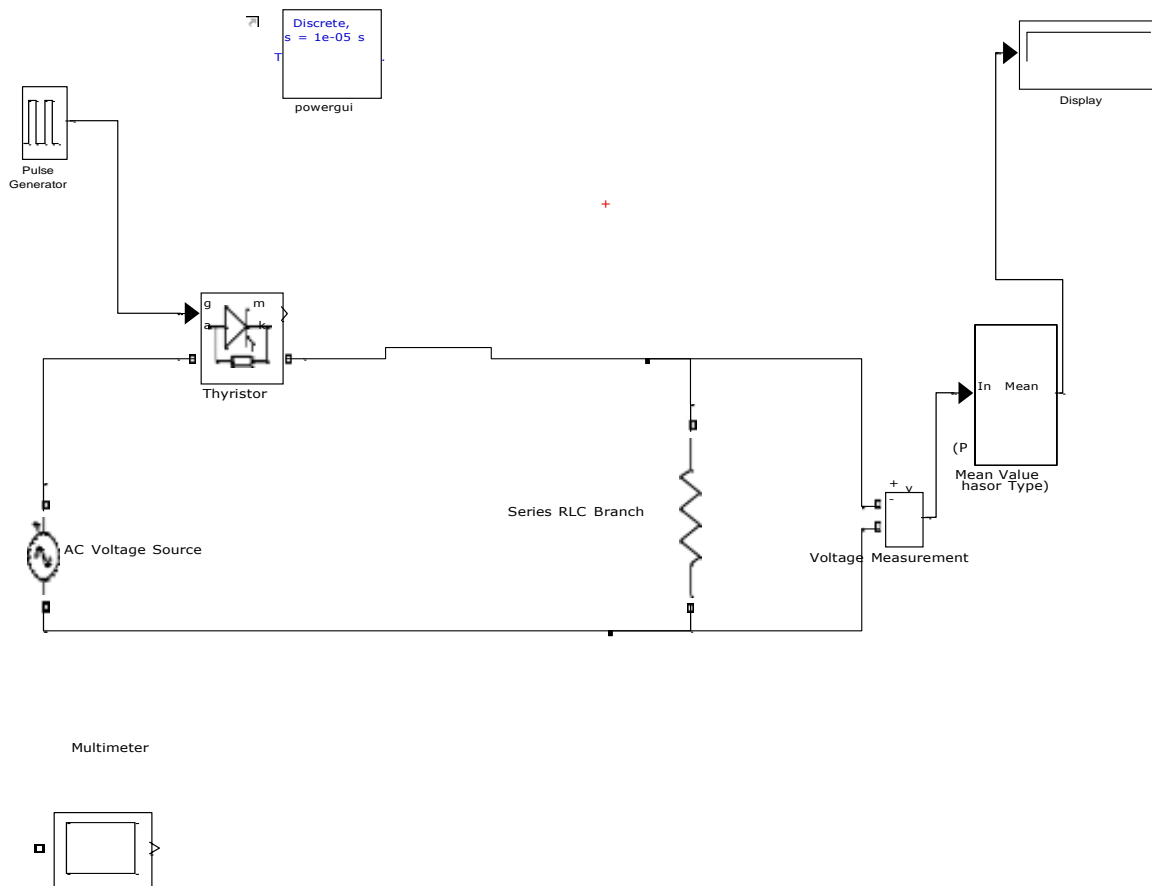 Discrete,
s = 1e-05 s
T .
powergui
Display
Pulse
Generator
g m
a k
Thyristor
In Mean
(P
Mean Value
hasor Type)
+ v
-
Series RLC Branch
AC Voltage Source
Voltage Measurement
Multimeter